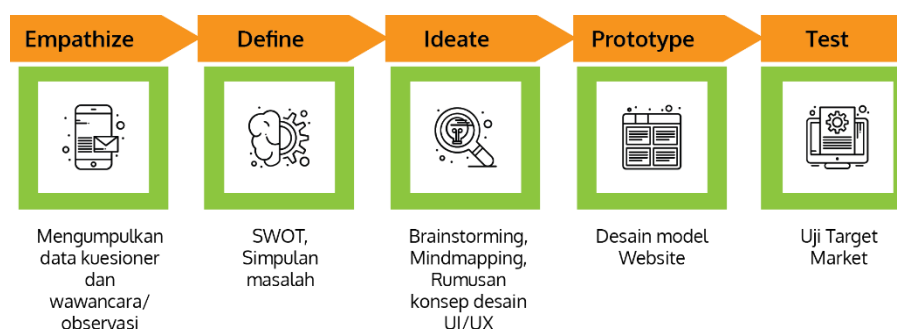 Empathize
Define
Ideate
Prototype
Test
Mengumpulkan
data kuesioner
dan
wawancara/
observasi
SWOT,
Simpulan
masalah
Brainstorming,
Mindmapping,
Rumusan
konsep desain
UI/UX
Desain model
Website
Uji Target
Market